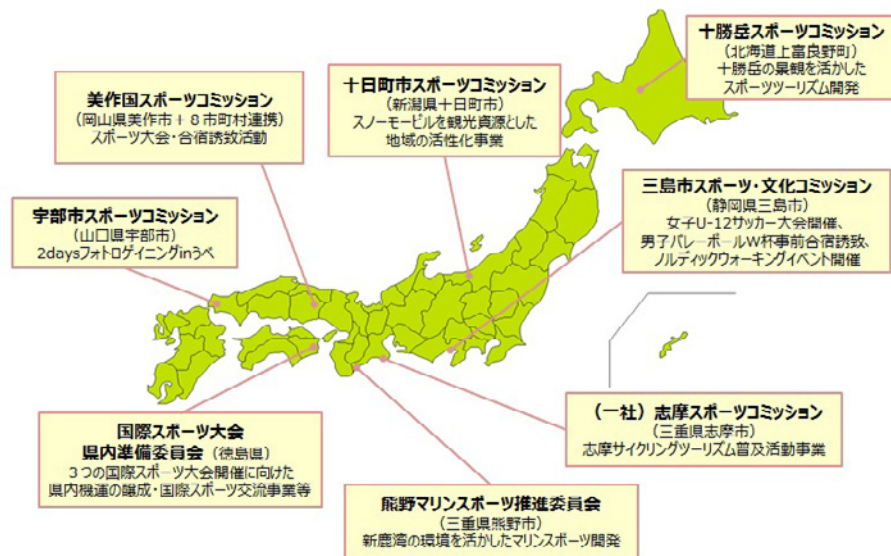 十勝岳スポーツコミッション
(北海道上富良野町)
十勝岳の景観を活かした
スポーツツーリズム開発
美作国スポーツコミッション
(岡山県美作市+8市町村連携)
スポーツ大会・合宿誘致活動
十日町市スポーツコミッション
(新潟県十日町市)
スノーモービルを観光資源とした
地域の活性化事業
三島市スポーツ・文化コミッション
(静岡県三島市)
女子U-12サッカー大会開催、
男子バレーボールW杯事前合宿誘致、
ノルディックウォーキングイベント開催
宇部市スポーツコミッション
(山口県宇部市)
2daysフォトロゲイニングinうべ
(一社)志摩スポーツコミッション
(三重県志摩市)
志摩サイクリングツーリズム普及活動事業
国際スポーツ大会
県内準備委員会(徳島県)
3つの国際スポーツ大会開催に向けた
県内機運の醸成・国際スポーツ交流事業等
熊野マリンスポーツ推進委員会
(三重県熊野市)
新鹿湾の環境を活かしたマリンスポーツ開発